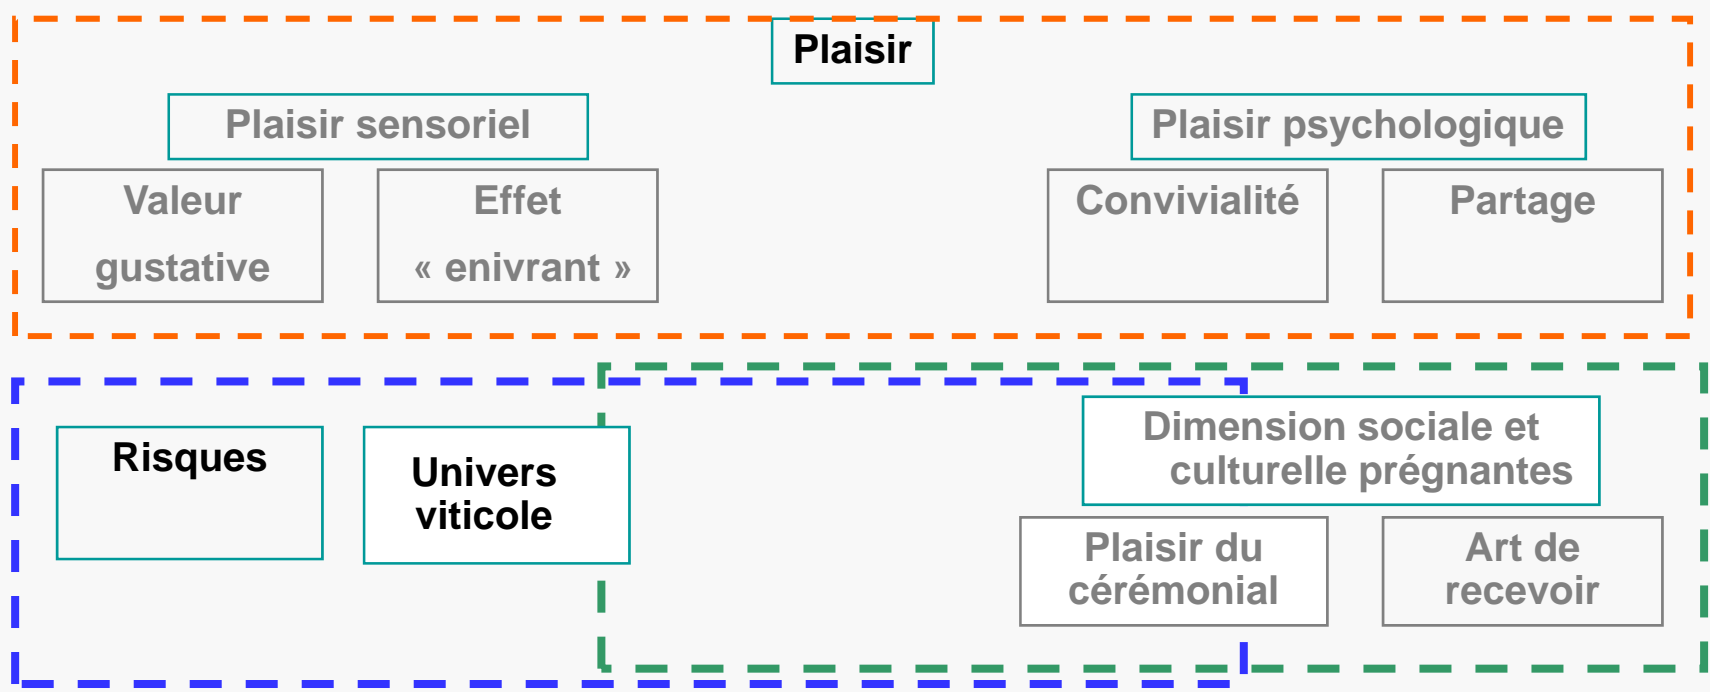 Plaisir
Plaisir sensoriel
Plaisir psychologique
Valeur
gustative
Effet
« enivrant »
Convivialité
Partage
Risques
Univers
viticole
Dimension sociale et
culturelle prégnantes
Plaisir du
cérémonial
Art de
recevoir